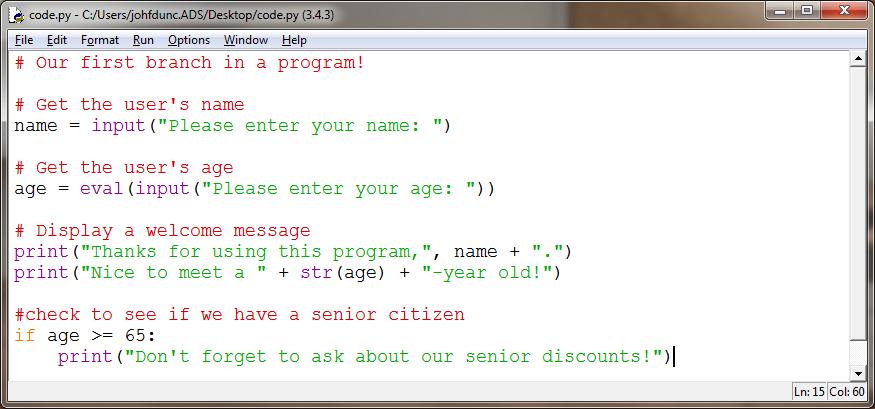 code.py - C:/Users/johfdunc.ADS/Desktop/code.py (3.4.3)
File Edit Format Run Options Window Help
# Our first branch in a program!
# Get the user's name
name = input("Please enter your name: ")
# Get the user's age
age = eval(input("Please enter your age: "))
# Display a welcome message
print("Thanks for using this program,", name + ".")
print("Nice to meet a " + str(age) + "-year old!")
#check to see if we have a senior citizen
if age >= 65:
    print("Don't forget to ask about our senior discounts!")
Ln: 15 Col: 60